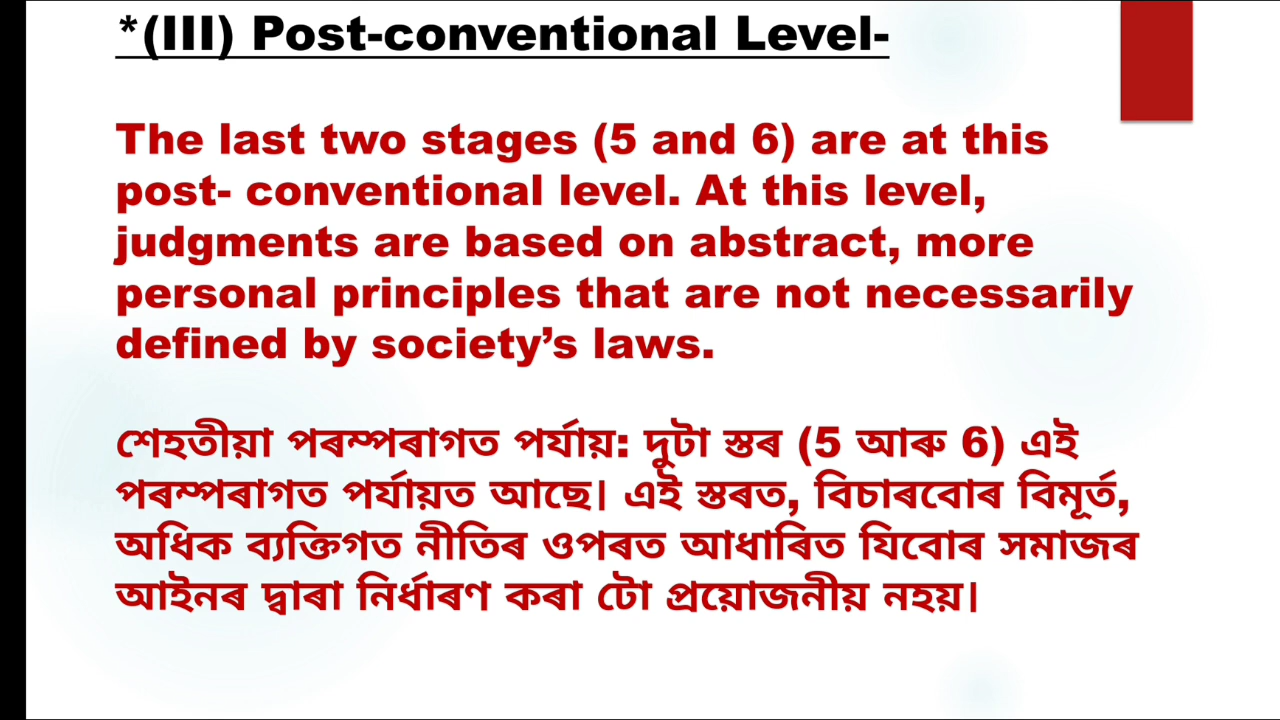 *(III) Post-conventional Level-
The last two stages (5 and 6) are at this
post- conventional level. At this level,
judgments are based on abstract, more
personal principles that are not necessarily
defined by society’s laws.
শেহতীয়া পৰম্পৰাগত পৰ্যায়: দুটা স্তৰ (5 আৰু 6) এই
পৰম্পৰাগত পৰ্যায়ত আছে। এই স্তৰত, বিচাৰবোৰ বিমূৰ্ত,
অধিক ব্যক্তিগত নীতিৰ ওপৰত আধাৰিত যিবোৰ সমাজৰ
আইনৰ দ্বাৰা নিৰ্ধাৰণ কৰা টো প্ৰয়োজনীয় নহয়।